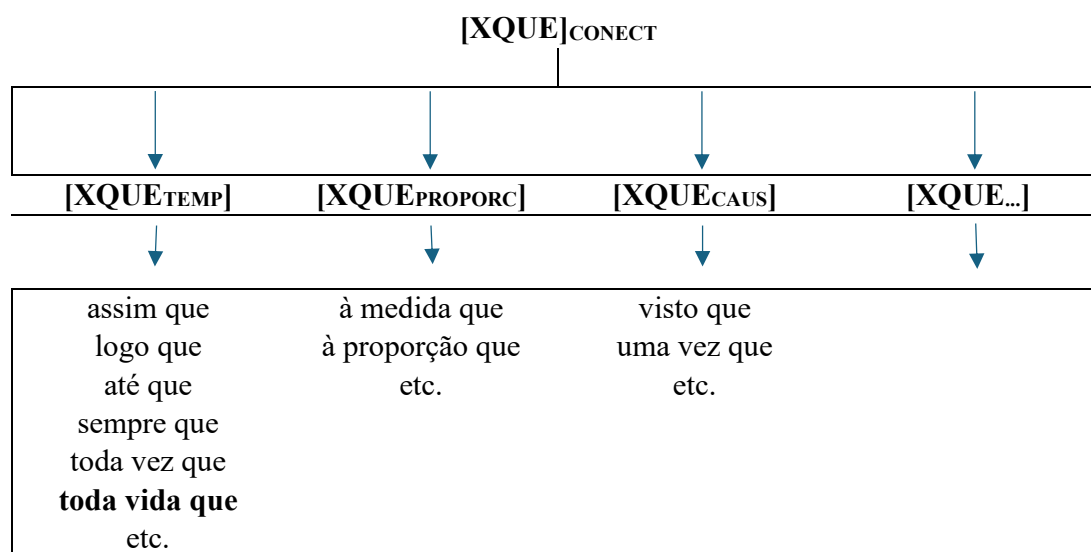 [XQUE]CONECT
[XQUETEMP] [XQUEPROPORC] [XQUECAUS] [XQUE...]
assim que à medida que visto que
logo que à proporção que uma vez que
até que etc. etc.
sempre que
toda vez que
toda vida que
etc.